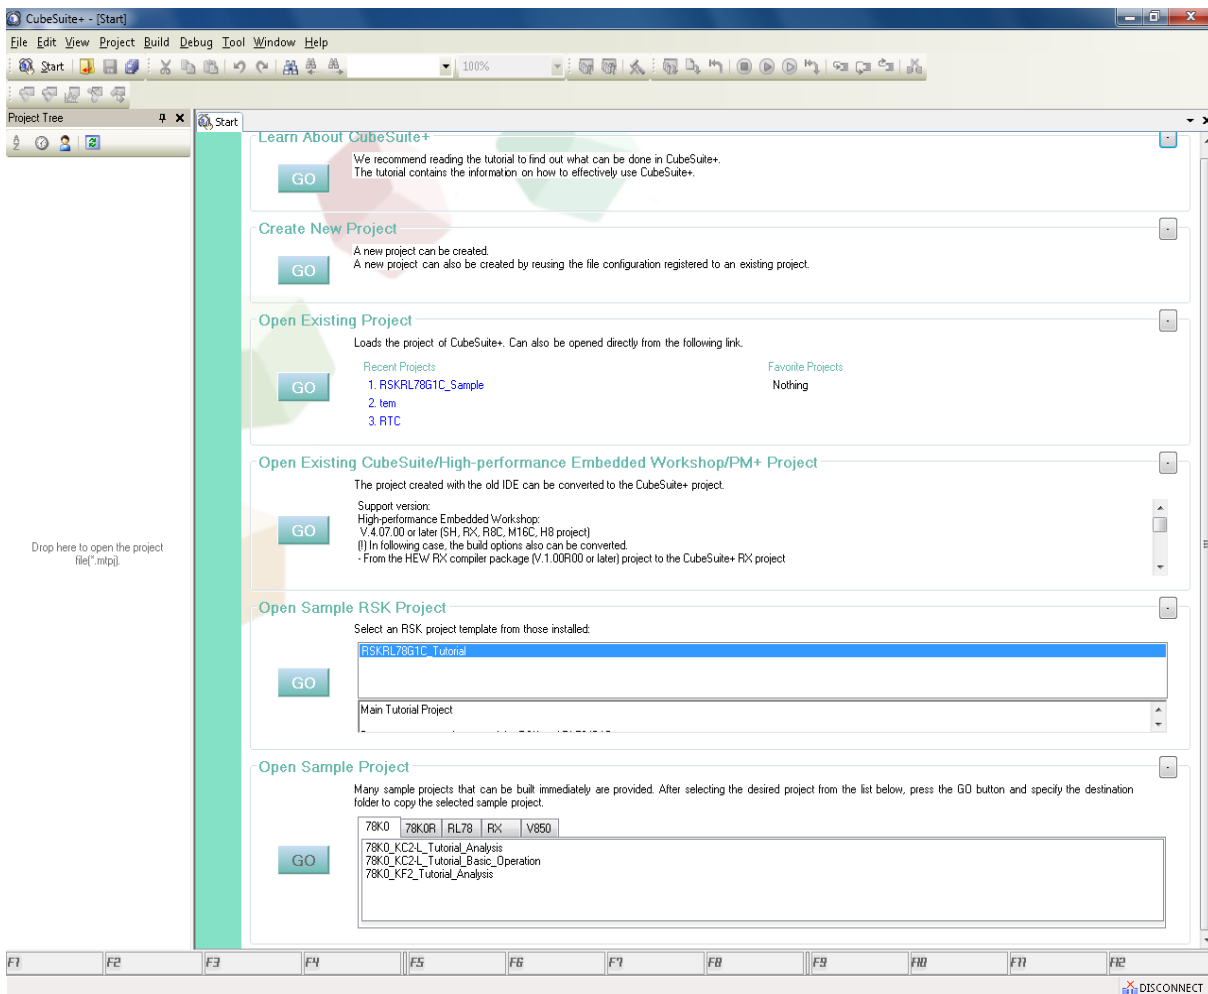 CubeSuite+ - [Start]
File Edit View Project Build Debug Tool Window Help
Start 100%
Project Tree
Start
Learn About CubeSuite+
We recommend reading the tutorial to find out what can be done in CubeSuite+.
The tutorial contains the information on how to effectively use CubeSuite+.
GO
Create New Project
A new project can be created.
A new project can also be created by reusing the file configuration registered to an existing project.
GO
Open Existing Project
Loads the project of CubeSuite+. Can also be opened directly from the following link.
Recent Projects Favorite Projects
GO
1. RSKRL78G1C_Sample Nothing
2. tem
3. RTC
Open Existing CubeSuite/High-performance Embedded Workshop/PM+ Project
The project created with the old IDE can be converted to the CubeSuite+ project.
Support version:
High-performance Embedded Workshop:
V.4.07.00 or later (SH, RX, R8C, M16C, H8 project)
(!) In following case, the build options also can be converted.
- From the HEW RX compiler package (V.1.00R00 or later) project to the CubeSuite+ RX project
GO
Drop here to open the project
file(*.mtpj).
Open Sample RSK Project
Select an RSK project template from those installed:
RSKRL78G1C_Tutorial
GO
Main Tutorial Project
Open Sample Project
Many sample projects that can be built immediately are provided. After selecting the desired project from the list below, press the GO button and specify the destination
folder to copy the selected sample project.
78K0 78K0R RL78 RX V850
78K0_KC2-L_Tutorial_Analysis
78K0_KC2-L_Tutorial_Basic_Operation
78K0_KF2_Tutorial_Analysis
GO
F1 F2 F3 F4 F5 F6 F7 F8 F9 F10 F11 F12
DISCONNECT